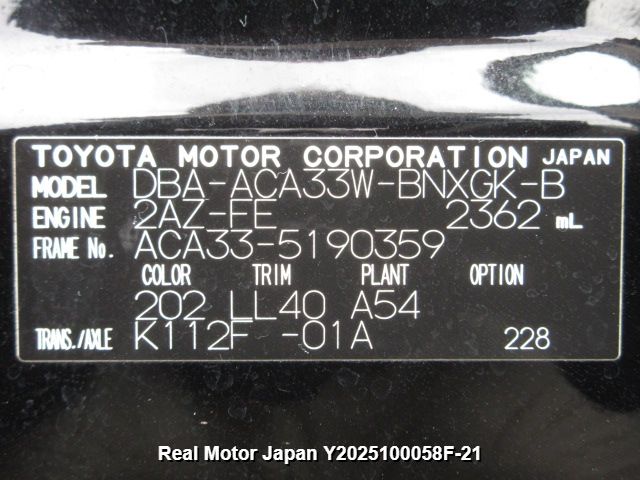 TOYOTA MOTOR CORPORATION JAPAN
MODEL DBA-ACA33W-BNXGK-B
ENGINE 2AZ-FE 2362 mL
FRAME No. ACA33-5190359
COLOR TRIM PLANT OPTION
202 LL40 A54
TRANS./AXLE K112F -01A 228
Real Motor Japan Y2025100058F-21